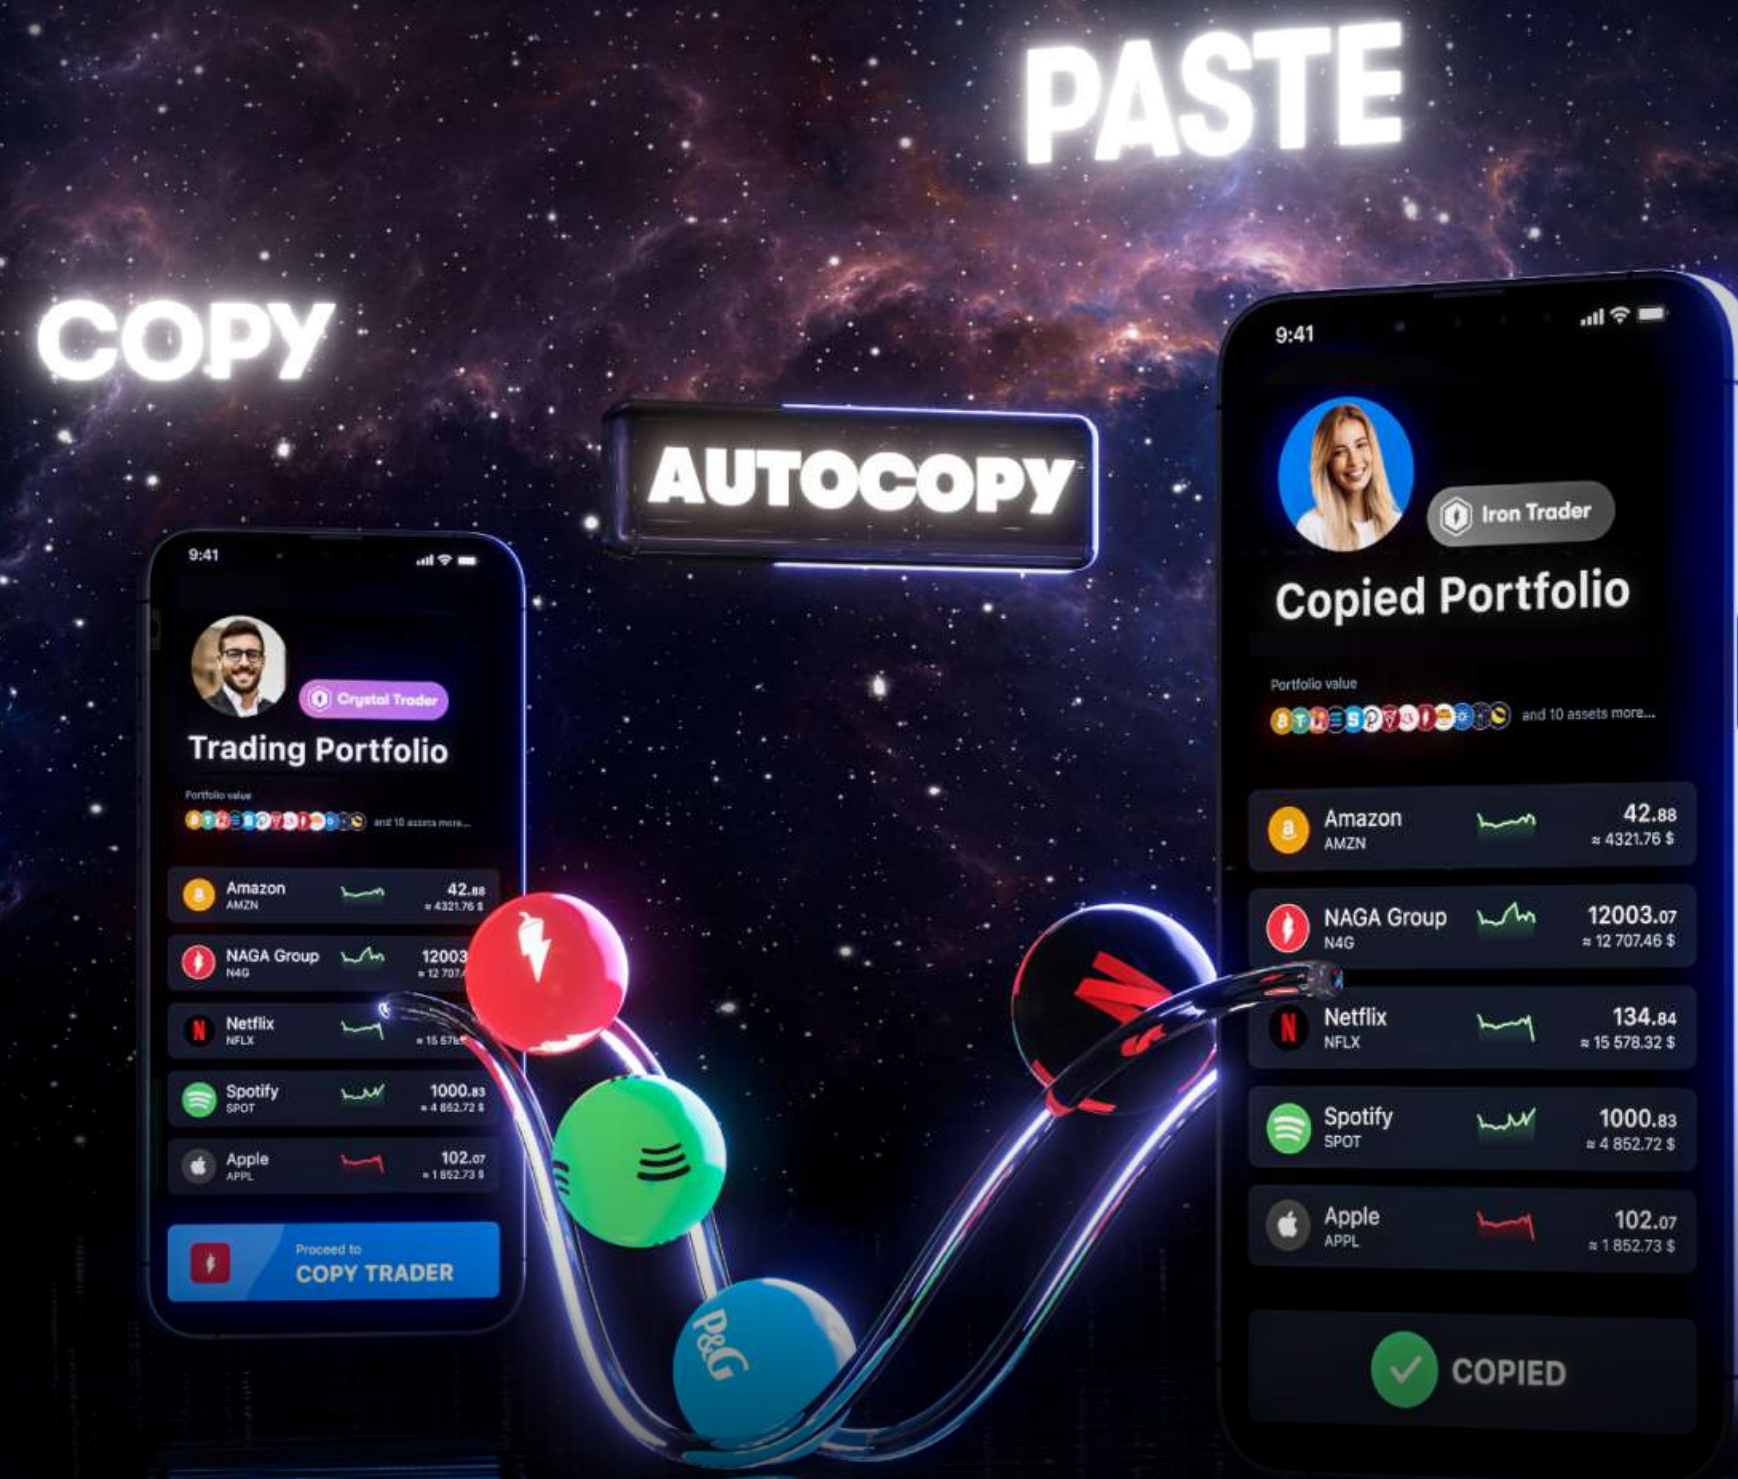 PASTE
COPY
AUTOCOPY
9:41
Crystal Trader
Trading Portfolio
Portfolio value
and 10 assets more...
Amazon
AMZN
42.88
≈ 4321.76 $
NAGA Group
N4G
12003
≈ 12 707.
Netflix
NFLX
≈ 15 578
Spotify
SPOT
1000.83
≈ 4 852.72 $
Apple
APPL
102.07
≈ 1 852.73 $
Proceed to
COPY TRADER
P&G
9:41
Iron Trader
Copied Portfolio
Portfolio value
and 10 assets more...
Amazon
AMZN
42.88
≈ 4321.76 $
NAGA Group
N4G
12003.07
≈ 12 707.46 $
Netflix
NFLX
134.84
≈ 15 578.32 $
Spotify
SPOT
1000.83
≈ 4 852.72 $
Apple
APPL
102.07
≈ 1 852.73 $
COPIED